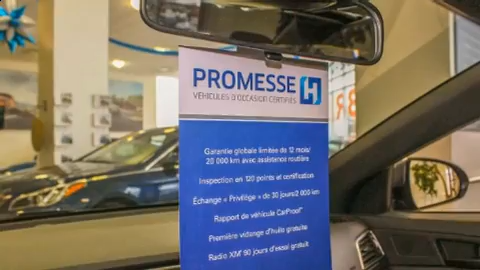 PROMESSE H
VÉHICULES D'OCCASION CERTIFIÉS
Garantie globale limitée de 12 mois/
20 000 km avec assistance routière
Inspection en 120 points et certification
Échange « Privilège » de 30 jours/2 000 km
Rapport de véhicule CarProof™
Première vidange d'huile gratuite
Radio XM® 90 jours d'essai gratuit